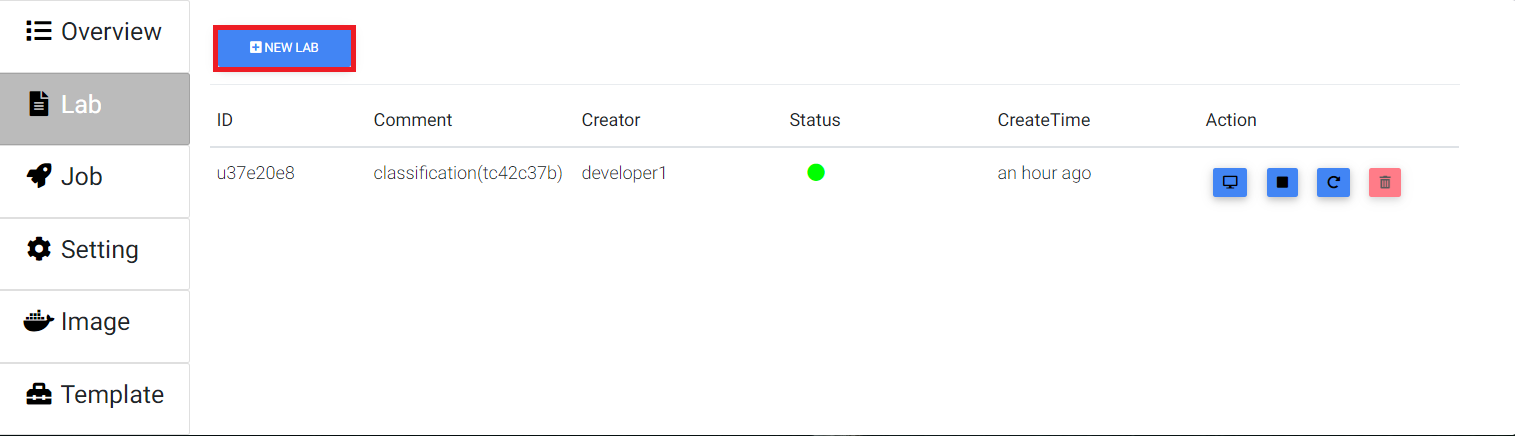 Overview
Lab
Job
Setting
Image
Template
NEW LAB
ID Comment Creator Status CreateTime Action
u37e20e8 classification(tc42c37b) developer1 an hour ago